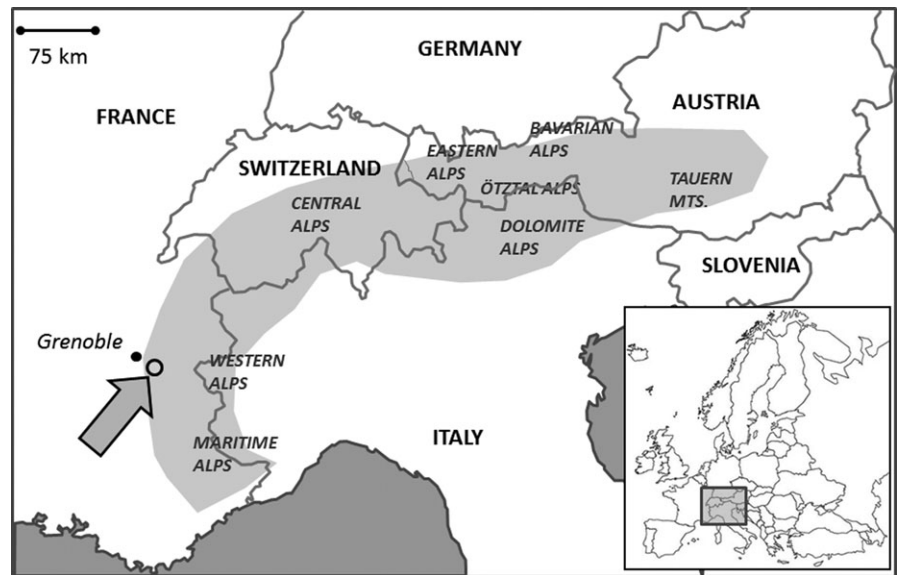 75 km
GERMANY
FRANCE
AUSTRIA
BAVARIAN
ALPS
EASTERN
ALPS
SWITZERLAND
ÖTZTAL ALPS
TAUERN
MTS.
CENTRAL
ALPS
DOLOMITE
ALPS
SLOVENIA
Grenoble
WESTERN
ALPS
MARITIME
ALPS
ITALY